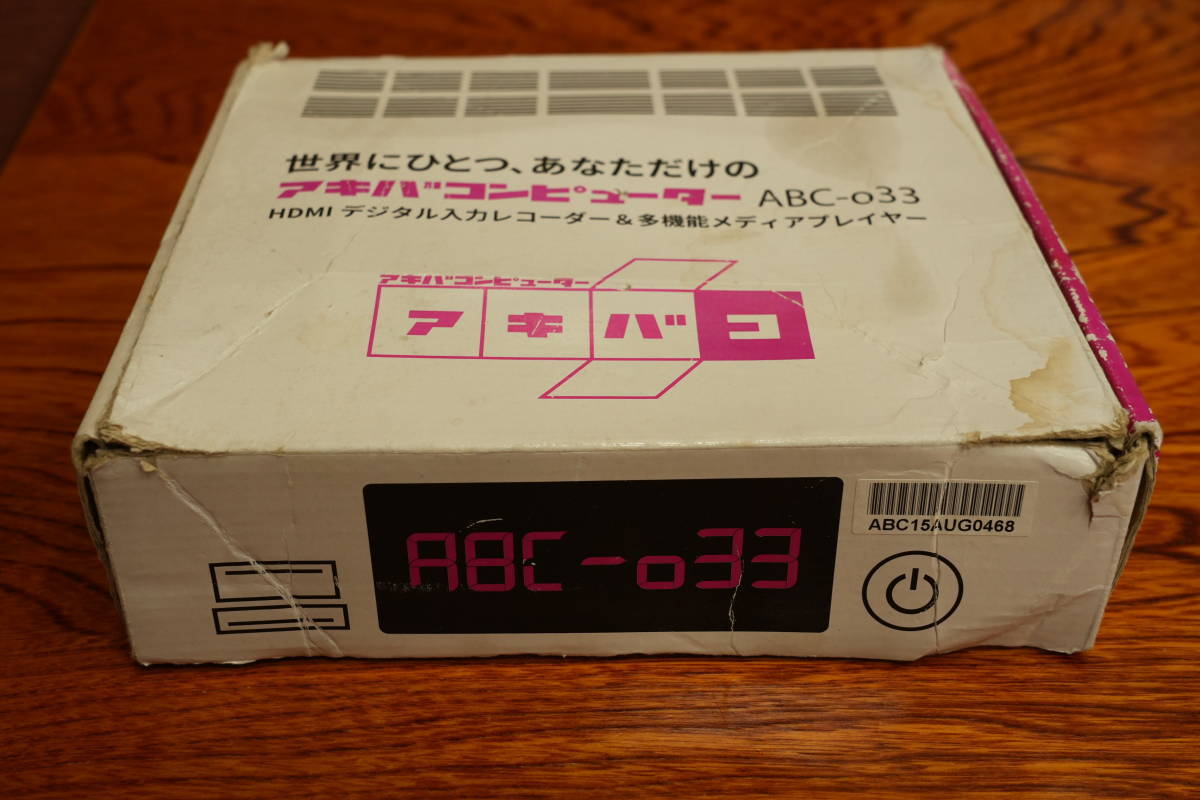 世界にひとつ、あなただけの
アキバコンピューター ABC-o33
HDMI デジタル入力レコーダー＆多機能メディアプレイヤー
アキバコンピューター
アキバコ
ABC15AUG0468
ABC-o33